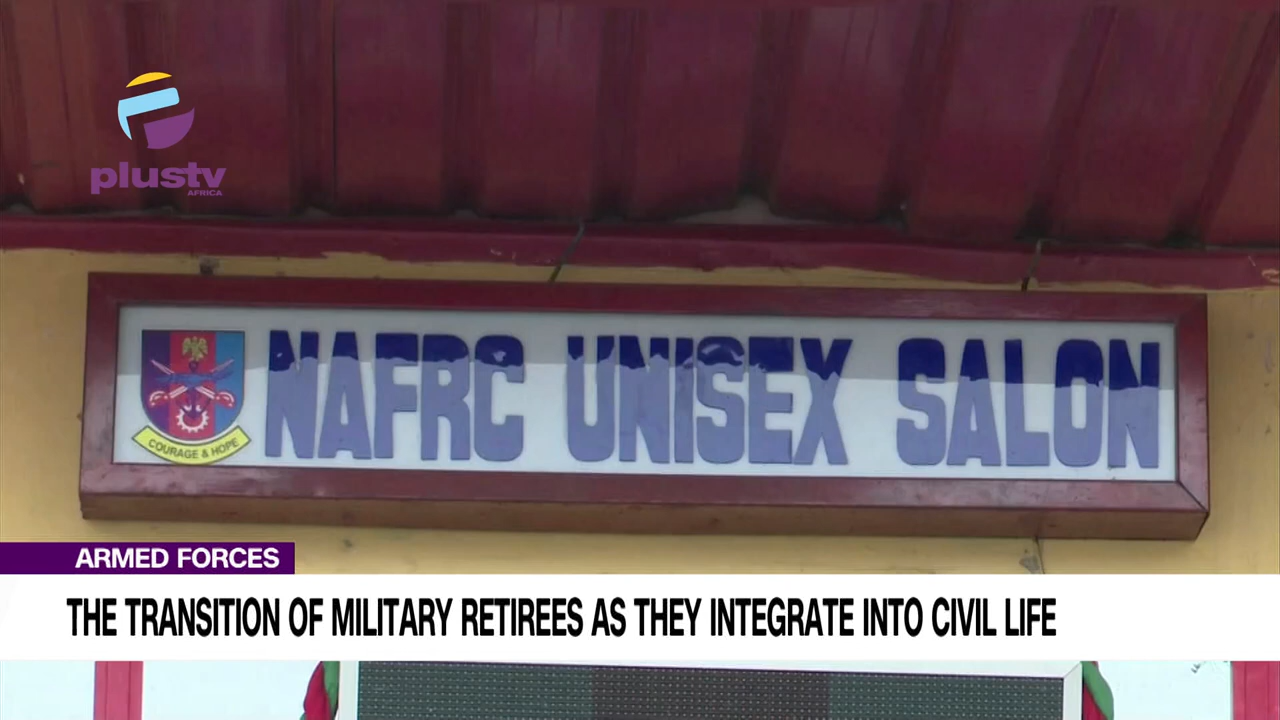 plustv
AFRICA
NAFRC UNISEX SALON
COURAGE & HOPE
ARMED FORCES
THE TRANSITION OF MILITARY RETIREES AS THEY INTEGRATE INTO CIVIL LIFE